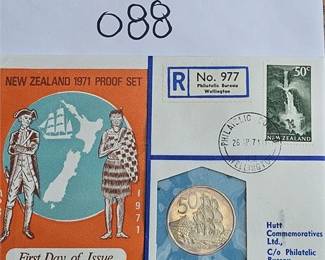 088
NEW ZEALAND 1971 PROOF SET
1971
First Day of Issue
R No. 977
Philatelic Bureau
Wellington
50c
NEW ZEALAND
PHILATELIC
WELLINGTON
50
Hutt
Commemoratives
Ltd.,
C/o Philatelic
Bureau